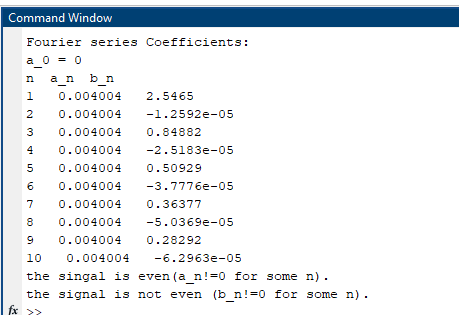 Command Window
Fourier series Coefficients:
a_0 = 0
n a_n b_n
1 0.004004 2.5465
2 0.004004 -1.2592e-05
3 0.004004 0.84882
4 0.004004 -2.5183e-05
5 0.004004 0.50929
6 0.004004 -3.7776e-05
7 0.004004 0.36377
8 0.004004 -5.0369e-05
9 0.004004 0.28292
10 0.004004 -6.2963e-05
the singal is even(a_n!=0 for some n).
the signal is not even (b_n!=0 for some n).
fx >>